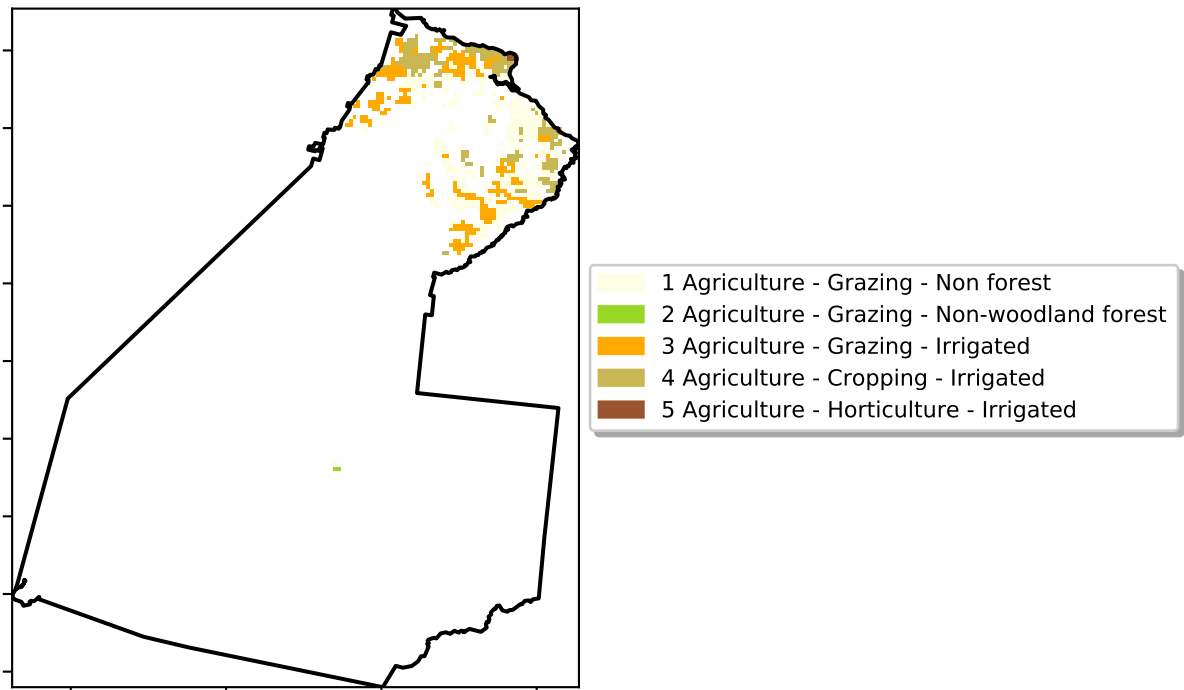 1 Agriculture - Grazing - Non forest
2 Agriculture - Grazing - Non-woodland forest
3 Agriculture - Grazing - Irrigated
4 Agriculture - Cropping - Irrigated
5 Agriculture - Horticulture - Irrigated